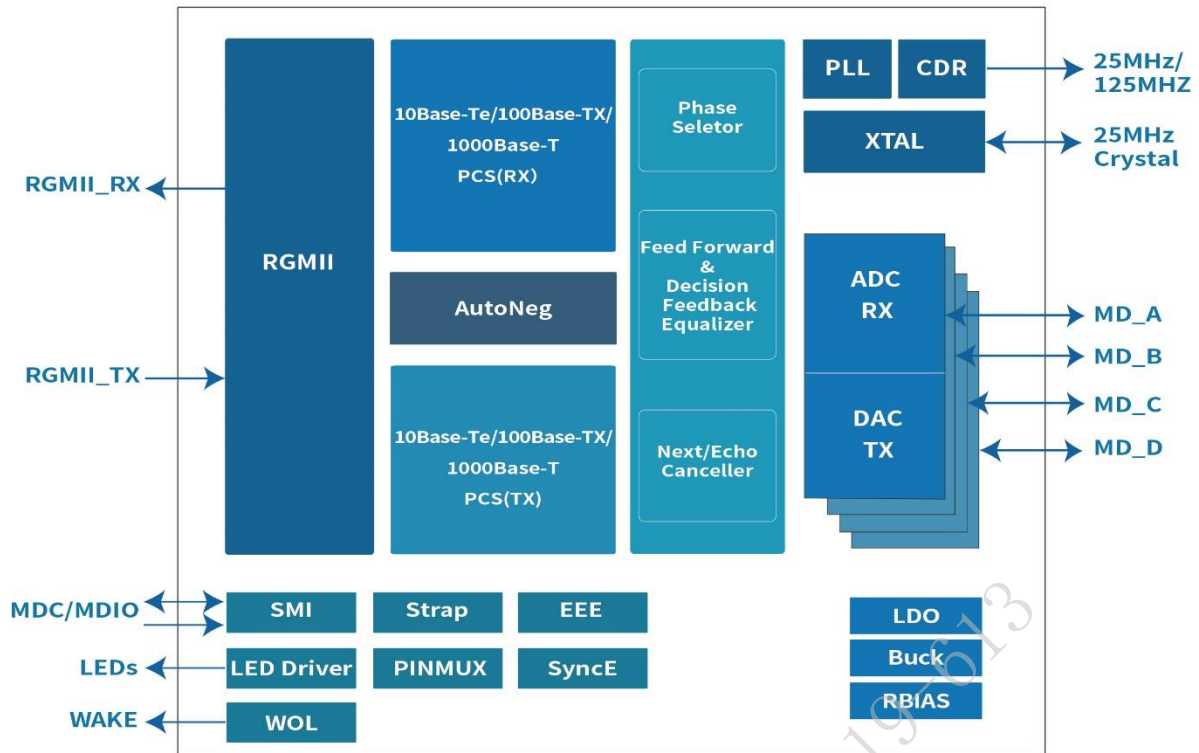 RGMII_RX
RGMII_TX
MDC/MDIO
LEDs
WAKE
RGMII
10Base-Te/100Base-TX/
1000Base-T
PCS(RX)
AutoNeg
10Base-Te/100Base-TX/
1000Base-T
PCS(TX)
Phase
Seletor
Feed Forward
&
Decision
Feedback
Equalizer
Next/Echo
Canceller
PLL
CDR
XTAL
25MHz/
125MHZ
25MHz
Crystal
ADC
RX
DAC
TX
MD_A
MD_B
MD_C
MD_D
SMI
Strap
EEE
LED Driver
PINMUX
SyncE
WOL
LDO
Buck
RBIAS
19-613